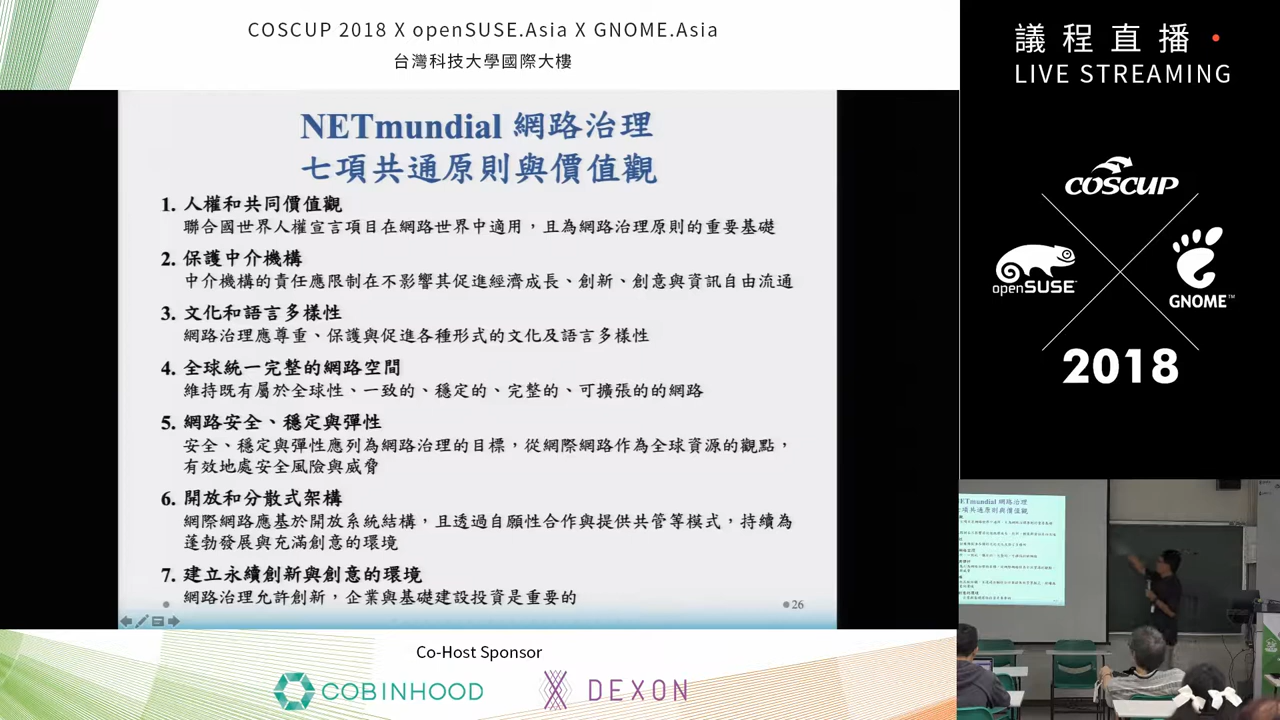 COSCUP 2018 X openSUSE.Asia X GNOME.Asia
台灣科技大學國際大樓
議程直播
LIVE STREAMING
NETmundial 網路治理
七項共通原則與價值觀
1. 人權和共同價值觀
聯合國世界人權宣言項目在網路世界中適用，且為網路治理原則的重要基礎
2. 保護中介機構
中介機構的責任應限制在不影響其促進經濟成長、創新、創意與資訊自由流通
3. 文化和語言多樣性
網路治理應尊重、保護與促進各種形式的文化及語言多樣性
4. 全球統一完整的網路空間
維持既有屬於全球性、一致的、穩定的、完整的、可擴張的的網路
5. 網路安全、穩定與彈性
安全、穩定與彈性應列為網路治理的目標，從網際網路作為全球資源的觀點，
有效地處安全風險與威脅
6. 開放和分散式架構
網際網路應基於開放系統結構，且透過自願性合作與提供共管等模式，持續為
蓬勃發展與充滿創意的環境
7. 建立永續創新與創意的環境
網路治理允許創新，企業與基礎建設投資是重要的
26
COSCUP
openSUSE
GNOME™
2018
NETmundial 網路治理
七項共通原則與價值觀
Co-Host Sponsor
COBINHOOD
DEXON